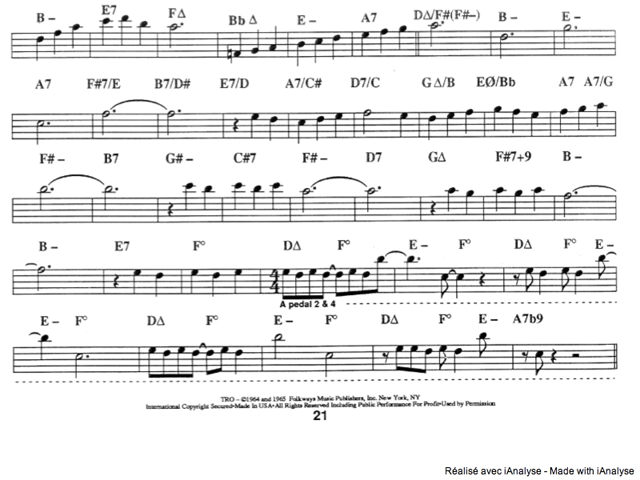 B – E7 F∆ Bb ∆ E – A7 D∆/F#(F#–) B – E –
A7 F#7/E B7/D# E7/D A7/C# D7/C G ∆/B EØ/Bb A7 A7/G
F# – B7 G# – C#7 F# – D7 G∆ F#7+9 B –
B – E7 F° D∆ F° E – F° D∆ F° E –
4
4
A pedal 2 & 4
E – F° D∆ F° E – F° D∆ F° E – A7b9
TRO – ©1964 and 1965 Folkways Music Publishers, Inc. New York, NY
International Copyright Secured•Made In USA•All Rights Reserved Including Public Performance For Profit•Used by Permission
21
Réalisé avec iAnalyse - Made with iAnalyse